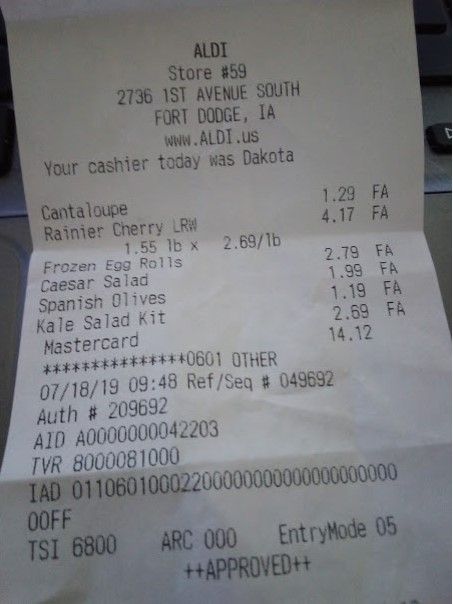 ALDI
Store #59
2736 1ST AVENUE SOUTH
FORT DODGE, IA
www.ALDI.us
Your cashier today was Dakota
Cantaloupe 1.29 FA
Rainier Cherry LRW 4.17 FA
1.55 lb x 2.69/lb
Frozen Egg Rolls 2.79 FA
Caesar Salad 1.99 FA
Spanish Olives 1.19 FA
Kale Salad Kit 2.69 FA
Mastercard 14.12
***************0601 OTHER
07/18/19 09:48 Ref/Seq # 049692
Auth # 209692
AID A0000000042203
TVR 8000081000
00FF
TSI 6800 ARC 000 EntryMode 05
++APPROVED++